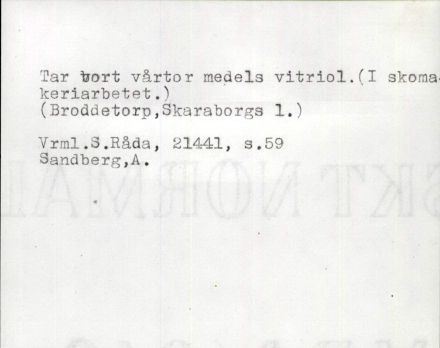 Tar bort vårtor medels vitriol.(I skoma-
keriarbetet.)
(Broddetorp,Skaraborgs l.)
Vrml.S.Råda, 21441, s.59
Sandberg,A.